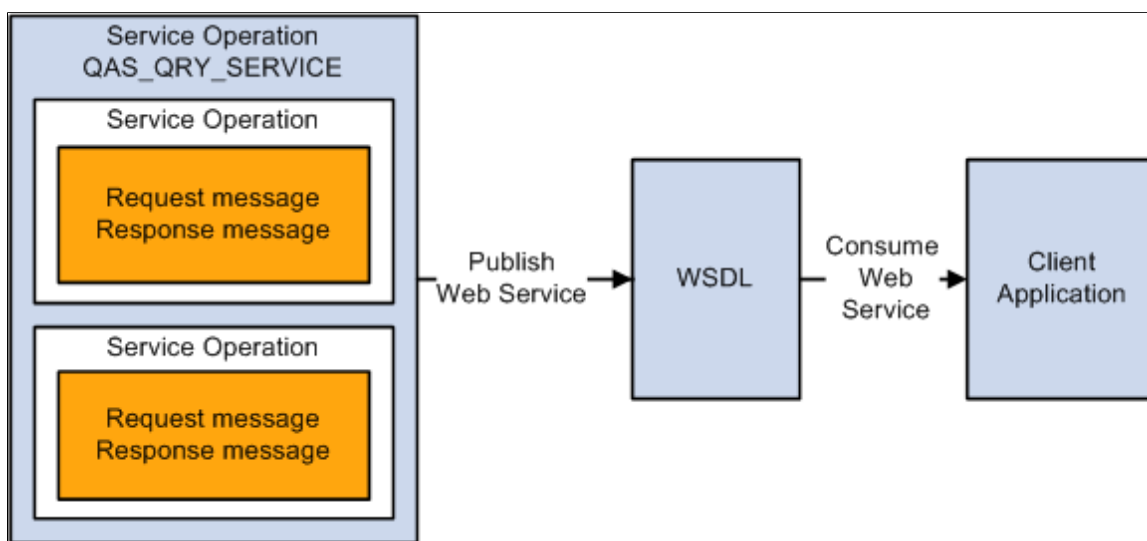 Service Operation
QAS_QRY_SERVICE
Service Operation
Request message
Response message
Service Operation
Request message
Response message
Publish
Web Service
WSDL
Consume
Web
Service
Client
Application